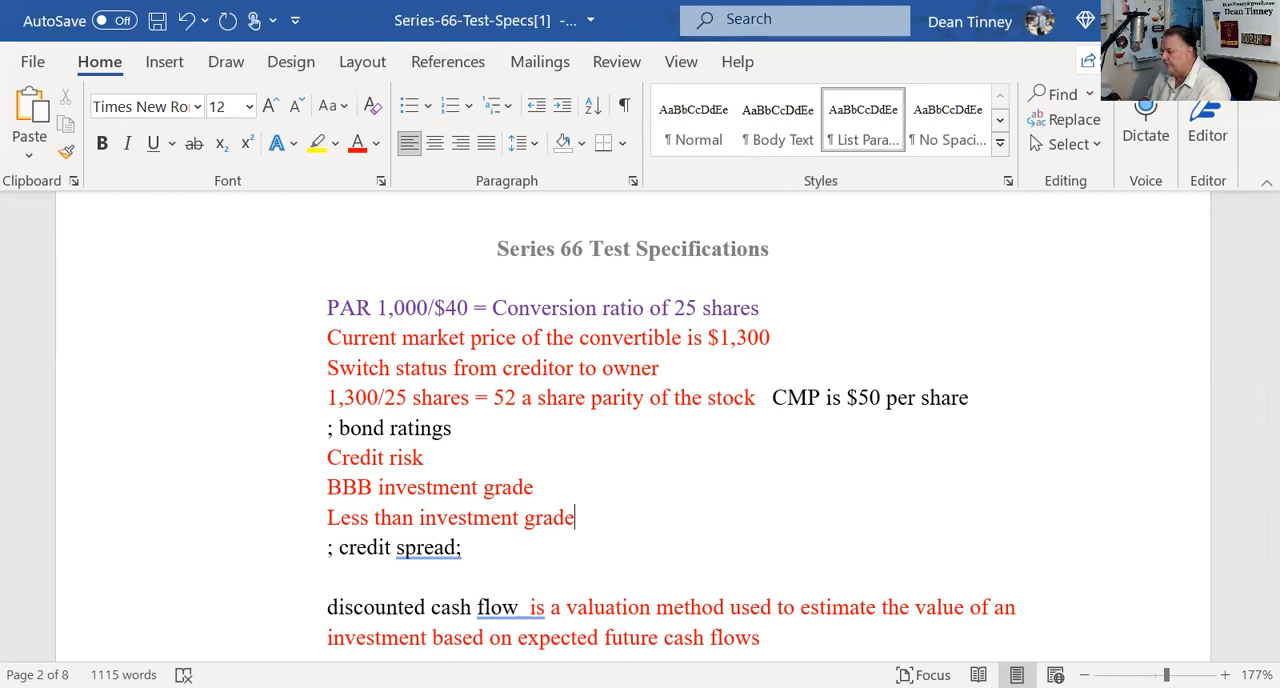 AutoSave Off Series-66-Test-Specs[1] -... Search Dean Tinney
File Home Insert Draw Design Layout References Mailings Review View Help
Paste Times New Ro 12 Aa AaBbCcDdEe AaBbCcDdEe AaBbCcDdEe AaBbCcDdEe Find Replace Select Dictate Editor
¶ Normal ¶ Body Text ¶ List Para... ¶ No Spaci...
Clipboard Font Paragraph Styles Editing Voice Editor
Series 66 Test Specifications
PAR 1,000/$40 = Conversion ratio of 25 shares
Current market price of the convertible is $1,300
Switch status from creditor to owner
1,300/25 shares = 52 a share parity of the stock CMP is $50 per share
; bond ratings
Credit risk
BBB investment grade
Less than investment grade
; credit spread;
discounted cash flow is a valuation method used to estimate the value of an
investment based on expected future cash flows
Page 2 of 8 1115 words Focus 177%